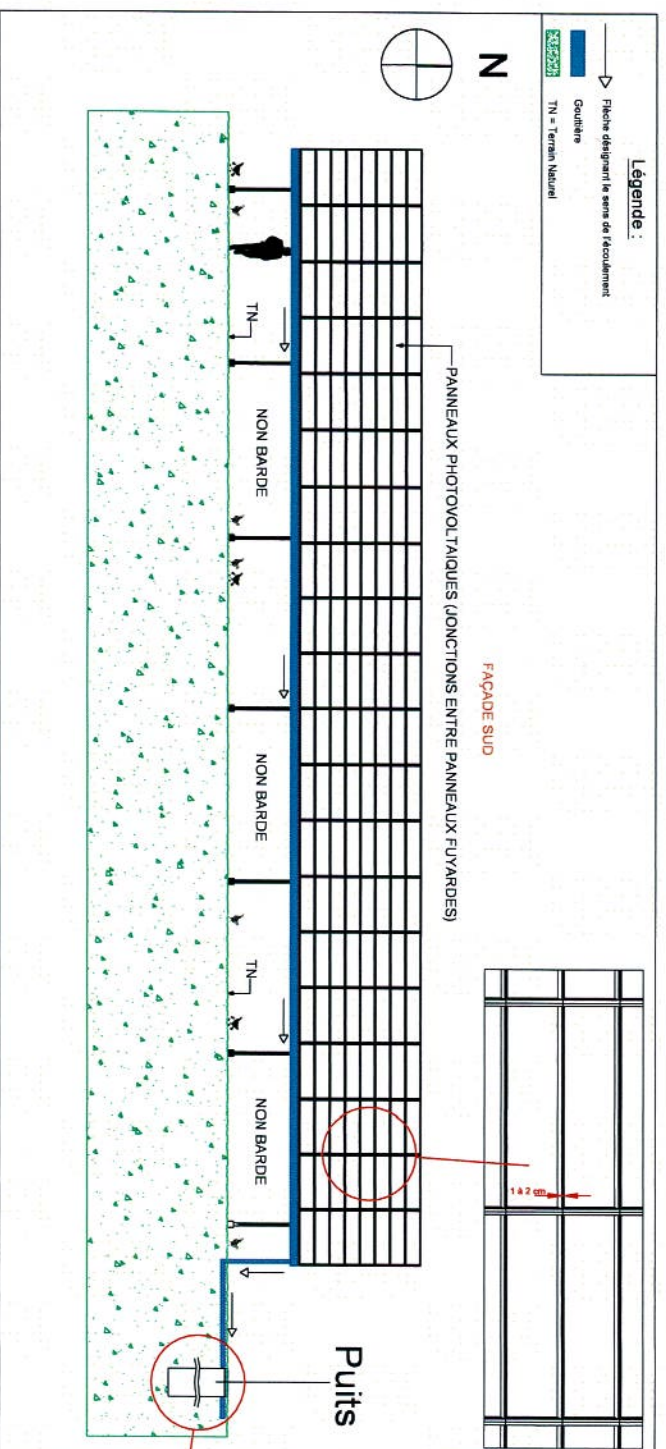 Légende :
Flèche désignant le sens de l'écoulement
Gouttière
TN = Terrain Naturel
N
FAÇADE SUD
PANNEAUX PHOTOVOLTAIQUES (JONCTIONS ENTRE PANNEAUX FUYARDES)
1 à 2 cm
TN
NON BARDE
NON BARDE
TN
NON BARDE
Puits